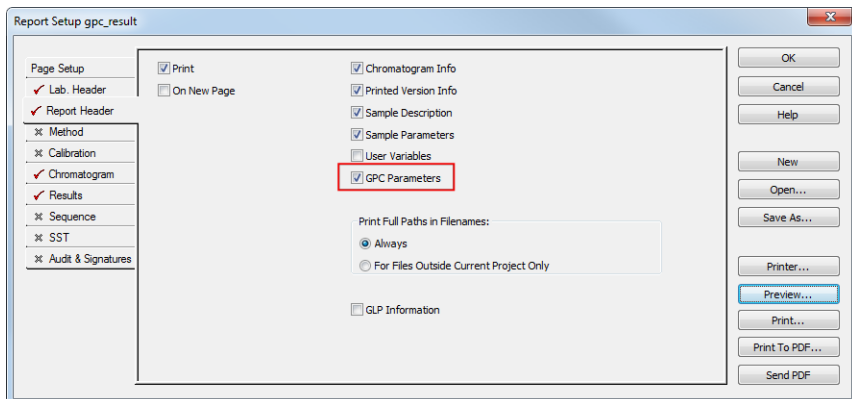 Report Setup gpc_result
Page Setup
Lab. Header
Report Header
Method
Calibration
Chromatogram
Results
Sequence
SST
Audit & Signatures
Print
On New Page
Chromatogram Info
Printed Version Info
Sample Description
Sample Parameters
User Variables
GPC Parameters
Print Full Paths in Filenames:
Always
For Files Outside Current Project Only
GLP Information
OK
Cancel
Help
New
Open...
Save As...
Printer...
Preview...
Print...
Print To PDF...
Send PDF